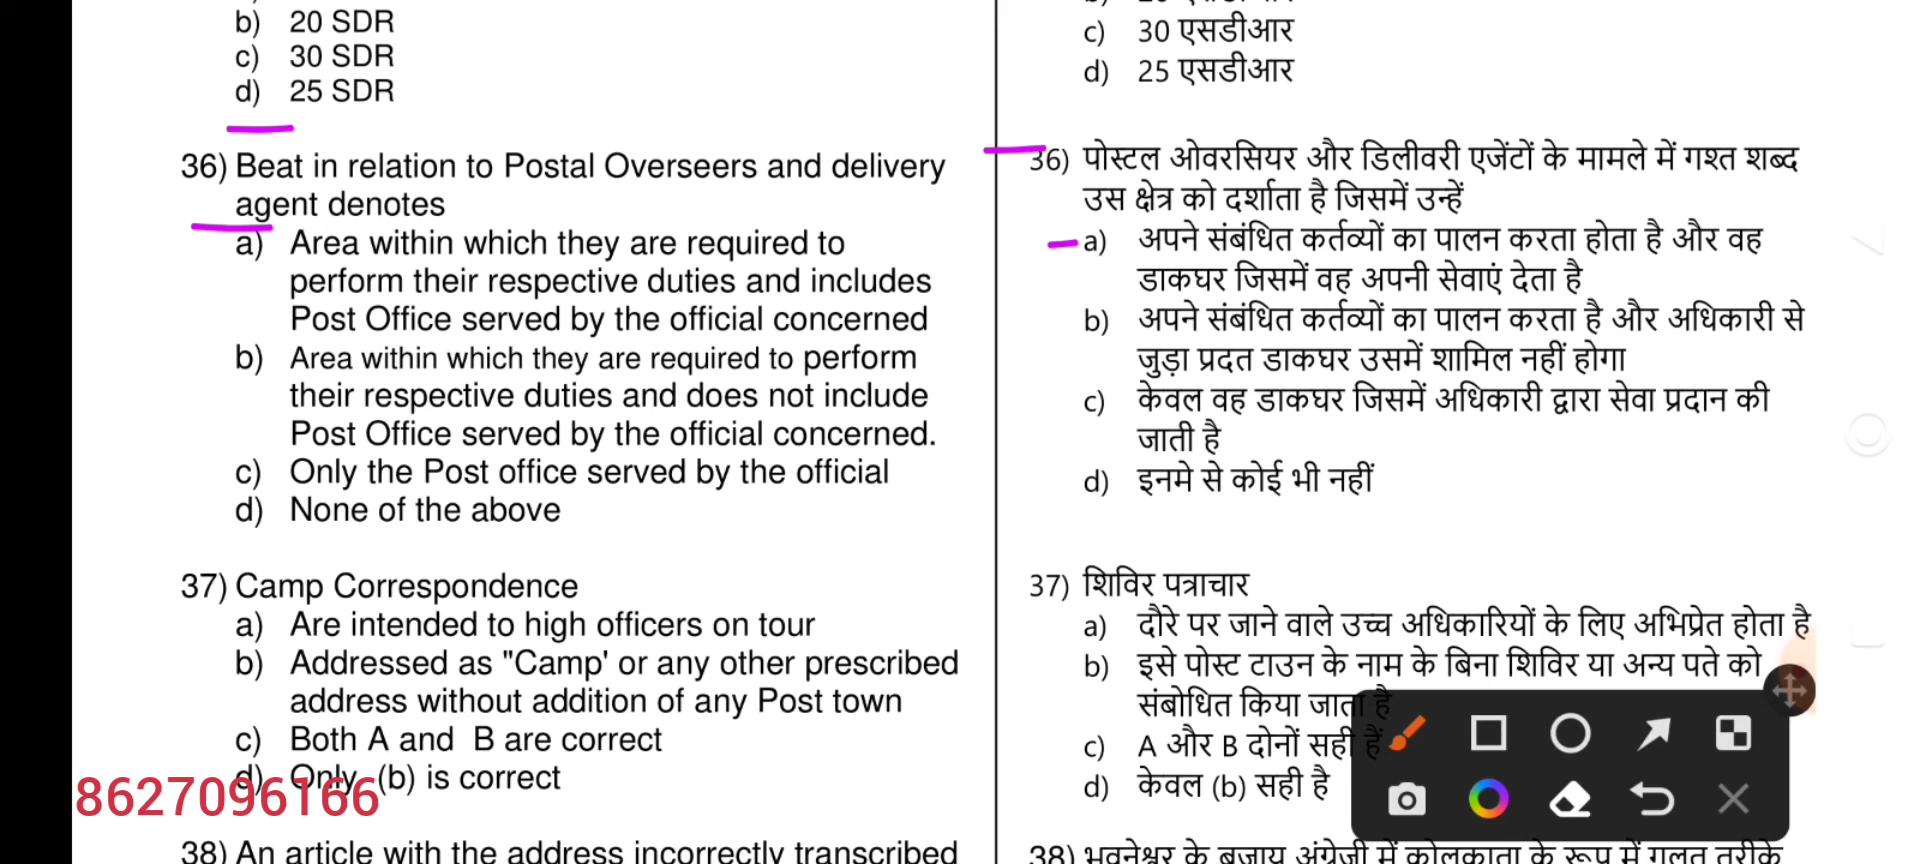 b) 20 SDR
c) 30 SDR
d) 25 SDR
36) Beat in relation to Postal Overseers and delivery
agent denotes
a) Area within which they are required to
perform their respective duties and includes
Post Office served by the official concerned
b) Area within which they are required to perform
their respective duties and does not include
Post Office served by the official concerned.
c) Only the Post office served by the official
d) None of the above
37) Camp Correspondence
a) Are intended to high officers on tour
b) Addressed as "Camp' or any other prescribed
address without addition of any Post town
c) Both A and B are correct
d) Only (b) is correct
8627096166
38) An article with the address incorrectly transcribed
c) 30 एसडीआर
d) 25 एसडीआर
36) पोस्टल ओवरसियर और डिलीवरी एजेंटों के मामले में गश्त शब्द
उस क्षेत्र को दर्शाता है जिसमें उन्हें
a) अपने संबंधित कर्तव्यों का पालन करता होता है और वह
डाकघर जिसमें वह अपनी सेवाएं देता है
b) अपने संबंधित कर्तव्यों का पालन करता है और अधिकारी से
जुड़ा प्रदत डाकघर उसमें शामिल नहीं होगा
c) केवल वह डाकघर जिसमें अधिकारी द्वारा सेवा प्रदान की
जाती है
d) इनमे से कोई भी नहीं
37) शिविर पत्राचार
a) दौरे पर जाने वाले उच्च अधिकारियों के लिए अभिप्रेत होता है
b) इसे पोस्ट टाउन के नाम के बिना शिविर या अन्य पते को
संबोधित किया जाता है
c) A और B दोनों सही हैं
d) केवल (b) सही है
38) भुवनेश्वर के बजाय अंग्रेजी में कोलकाता के रूप में गलत तरीके